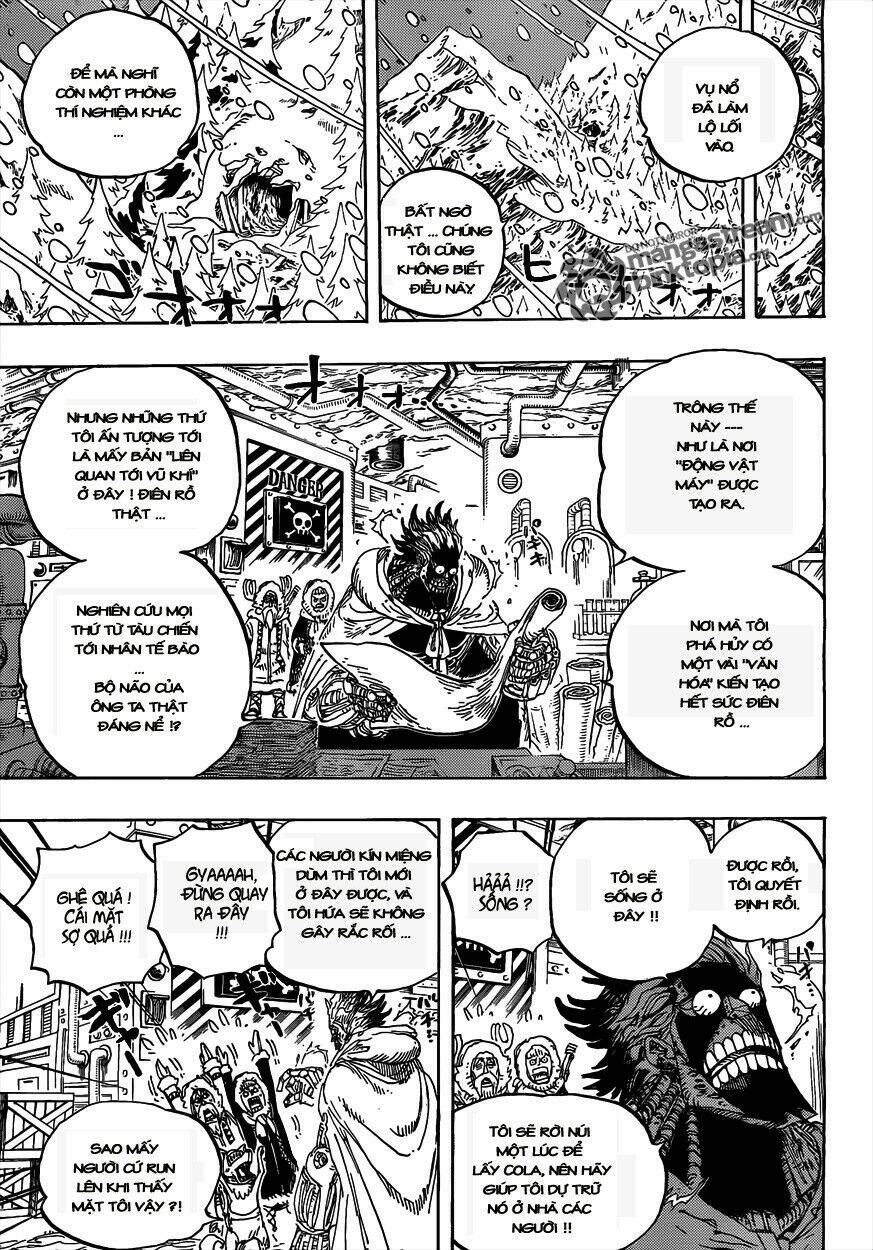 VỤ NỔ
ĐÃ LÀM
LỘ LỐI
VÀO.
BẤT NGỜ
THẬT ... CHÚNG
TÔI CŨNG
KHÔNG BIẾT
ĐIỀU NÀY
DO NOT MIRROR
mangastream.com
ĐỂ MÀ NGHĨ
CÒN MỘT PHÒNG
THÍ NGHIỆM KHÁC
...
TRÔNG THẾ
NÀY ----
NHƯ LÀ NƠI
"ĐỘNG VẬT
MÁY" ĐƯỢC
TẠO RA.
NƠI MÀ TÔI
PHÁ HỦY CÓ
MỘT VÀI "VĂN
HÓA" KIẾN TẠO
HẾT SỨC ĐIÊN
RỒ ...
DANGER
NHƯNG NHỮNG THỨ
TÔI ẤN TƯỢNG TỚI
LÀ MẤY BẢN "LIÊN
QUAN TỚI VŨ KHÍ"
Ở ĐÂY ! ĐIÊN RỒ
THẬT ...
NGHIÊN CỨU MỌI
THỨ TỪ TÀU CHIẾN
TỚI NHÂN TẾ BÀO
...
BỘ NÃO CỦA
ÔNG TA THẬT
ĐÁNG NỂ !?
ĐƯỢC RỒI,
TÔI QUYẾT
ĐỊNH RỒI.
TÔI SẼ
SỐNG Ở
ĐÂY !!
HẢẢẢ !!?
SỐNG ?
TÔI SẼ RỜI NÚI
MỘT LÚC ĐỂ
LẤY COLA, NÊN HÃY
GIÚP TÔI DỰ TRỮ
NÓ Ở NHÀ CÁC
NGƯỜI !!
CÁC NGƯỜI KÍN MIỆNG
DÙM THÌ TÔI MỚI
Ở ĐÂY ĐƯỢC, VÀ
TÔI HỨA SẼ KHÔNG
GÂY RẮC RỐI ...
GYAAAAH,
ĐỪNG QUAY
RA ĐÂY
!!!
GHÊ QUÁ !
CÁI MẶT
SỢ QUÁ !!!
SAO MẤY
NGƯỜI CỨ RUN
LÊN KHI THẤY
MẶT TÔI VẬY ?!